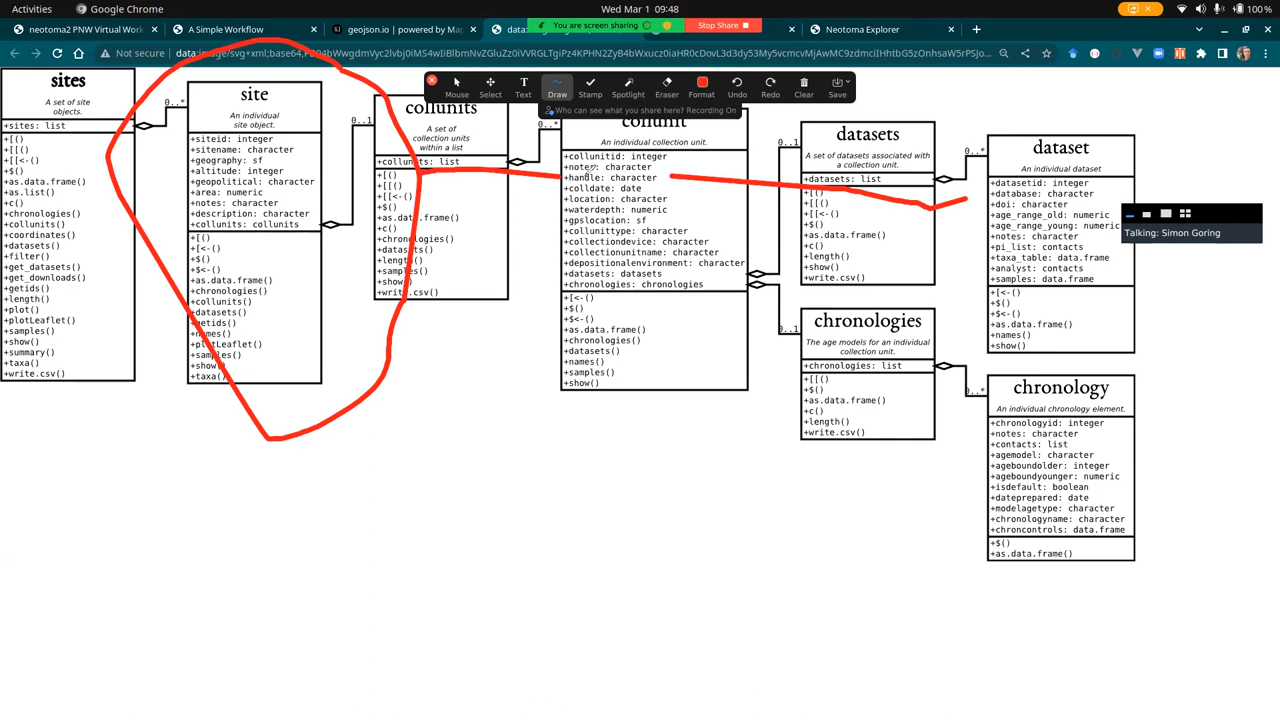 Activities
Google Chrome
Wed Mar 1 09:48
100 %
neotoma2 PNW Virtual Work
A Simple Workflow
geojson.io | powered by Ma
data:
You are screen sharing
Stop Share
Neotoma Explorer
Not secure
Mouse
Select
Text
Draw
Stamp
Spotlight
Eraser
Format
Undo
Redo
Clear
Save
Who can see what you share here? Recording On
Talking: Simon Goring
sites
A set of site
objects.
+sites: list
+[()
+[[()
+[[<-()
+$()
+as.data.frame()
+as.list()
+c()
+chronologies()
+collunits()
+coordinates()
+datasets()
+filter()
+get_datasets()
+get_downloads()
+getids()
+length()
+plot()
+plotLeaflet()
+samples()
+show()
+summary()
+taxa()
+write.csv()
0..*
site
An individual
site object.
+siteid: integer
+sitename: character
+geography: sf
+altitude: integer
+geopolitical: character
+area: numeric
+notes: character
+description: character
+collunits: collunits
+[()
+[<-()
+$()
+$<-()
+as.data.frame()
+chronologies()
+collunits()
+datasets()
+getids()
+names()
+plotLeaflet()
+samples()
+show()
+taxa()
0..1
collunits
A set of
collection units
within a list
+collunits: list
+[()
+[[()
+[[<-()
+$()
+as.data.frame()
+c()
+chronologies()
+datasets()
+length()
+samples()
+show()
+write.csv()
0..*
collunit
An individual collection unit.
+collunitid: integer
+notes: character
+handle: character
+colldate: date
+location: character
+waterdepth: numeric
+gpslocation: sf
+collunittype: character
+collectiondevice: character
+collectionunitname: character
+depositionalenvironment: character
+datasets: datasets
+chronologies: chronologies
+[<-()
+$()
+$<-()
+as.data.frame()
+chronologies()
+datasets()
+names()
+samples()
+show()
0..1
datasets
A set of datasets associated with
a collection unit.
+datasets: list
+[()
+[[()
+[[<-()
+$()
+as.data.frame()
+c()
+length()
+show()
+write.csv()
0..1
chronologies
The age models for an individual
collection unit.
+chronologies: list
+[[()
+$()
+as.data.frame()
+c()
+length()
+write.csv()
0..*
dataset
An individual dataset
+datasetid: integer
+database: character
+doi: character
+age_range_old: numeric
+age_range_young: numeric
+notes: character
+pi_list: contacts
+taxa_table: data.frame
+analyst: contacts
+samples: data.frame
+[<-()
+$()
+$<-()
+as.data.frame()
+names()
+show()
0..*
chronology
An individual chronology element.
+chronologyid: integer
+notes: character
+contacts: list
+agemodel: character
+ageboundolder: integer
+ageboundyounger: numeric
+isdefault: boolean
+dateprepared: date
+modelagetype: character
+chronologyname: character
+chroncontrols: data.frame
+$()
+as.data.frame()